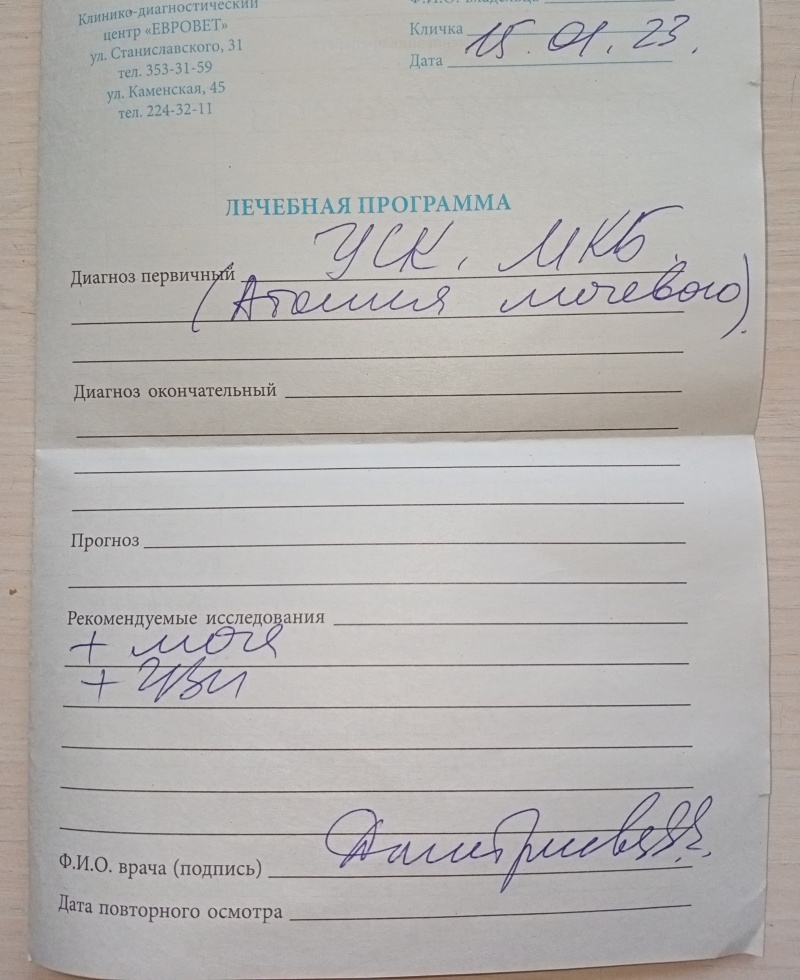 Клинико-диагностический
центр «ЕВРОВЕТ»
ул. Станиславского, 31
тел. 353-31-59
ул. Каменская, 45
тел. 224-32-11
Ф.И.О. владельца
Кличка
Дата 15.01.23.
ЛЕЧЕБНАЯ ПРОГРАММА
Диагноз первичный УСК, МКБ.
(Атония мочевого).
Диагноз окончательный
Прогноз
Рекомендуемые исследования
+ моча
+ УЗИ
Ф.И.О. врача (подпись)
Дата повторного осмотра